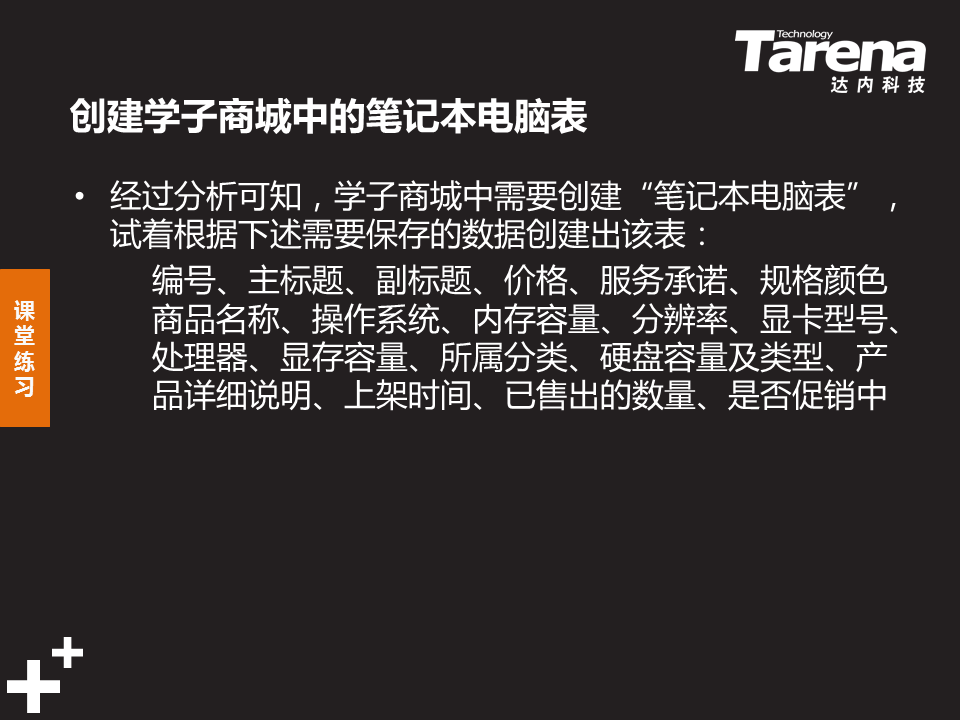 Technology
Tarena
达内科技
创建学子商城中的笔记本电脑表
• 经过分析可知，学子商城中需要创建“笔记本电脑表”，
试着根据下述需要保存的数据创建出该表：
编号、主标题、副标题、价格、服务承诺、规格颜色
商品名称、操作系统、内存容量、分辨率、显卡型号、
处理器、显存容量、所属分类、硬盘容量及类型、产
品详细说明、上架时间、已售出的数量、是否促销中
课
堂
练
习